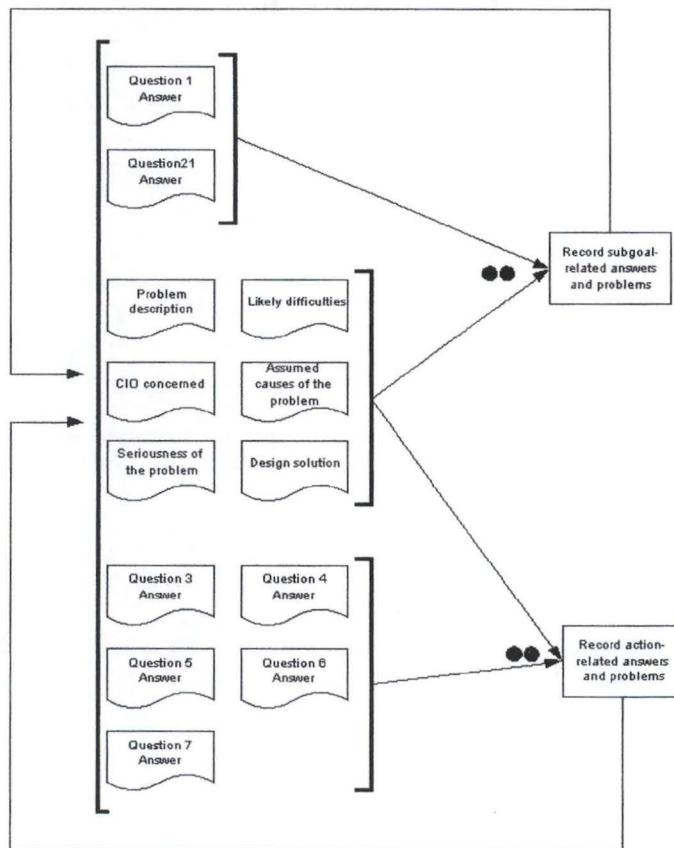 Question 1
Answer
Question21
Answer
Record subgoal-
related answers
and problems
Problem
description
Likely difficulties
CIO concerned
Assumed
causes of the
problem
Seriousness of
the problem
Design solution
Question 3
Answer
Question 4
Answer
Question 5
Answer
Question 6
Answer
Record action-
related answers
and problems
Question 7
Answer